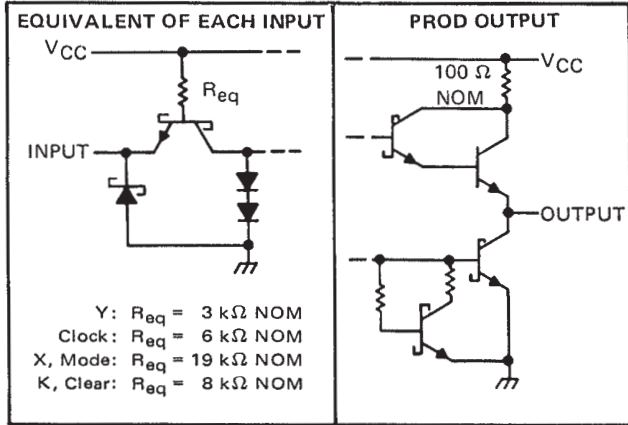 EQUIVALENT OF EACH INPUT
VCC
Req
INPUT
Y: Req = 3 kΩ NOM
Clock: Req = 6 kΩ NOM
X, Mode: Req = 19 kΩ NOM
K, Clear: Req = 8 kΩ NOM
PROD OUTPUT
VCC
100 Ω
NOM
OUTPUT